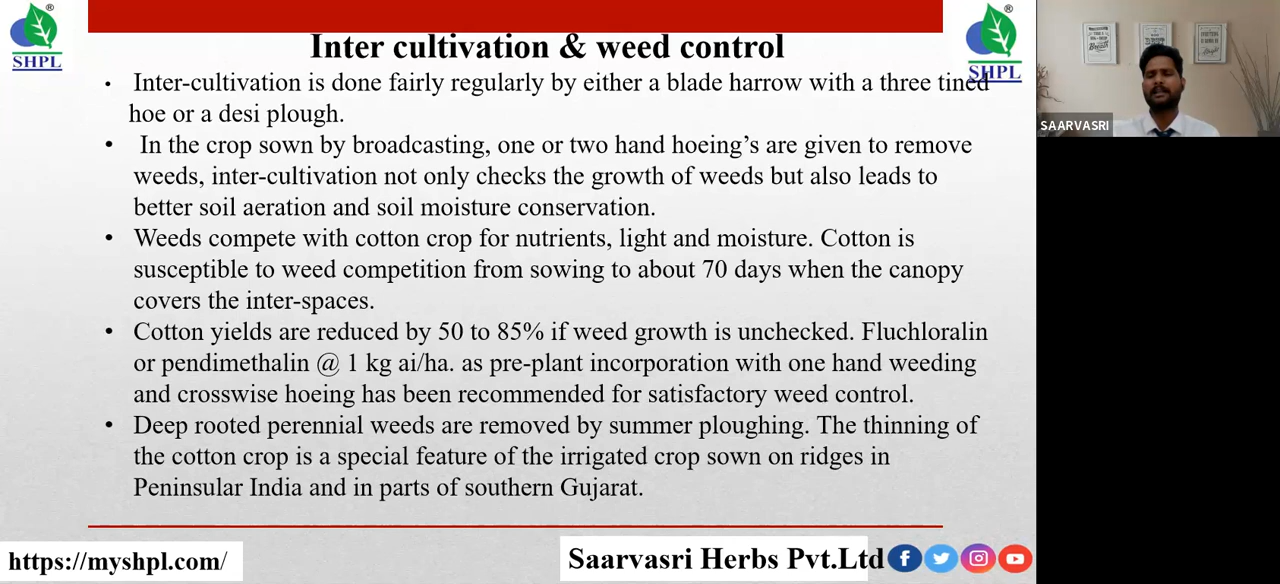 SHPL
Inter cultivation & weed control
SHPL
• Inter-cultivation is done fairly regularly by either a blade harrow with a three tined
hoe or a desi plough.
• In the crop sown by broadcasting, one or two hand hoeing’s are given to remove
weeds, inter-cultivation not only checks the growth of weeds but also leads to
better soil aeration and soil moisture conservation.
• Weeds compete with cotton crop for nutrients, light and moisture. Cotton is
susceptible to weed competition from sowing to about 70 days when the canopy
covers the inter-spaces.
• Cotton yields are reduced by 50 to 85% if weed growth is unchecked. Fluchloralin
or pendimethalin @ 1 kg ai/ha. as pre-plant incorporation with one hand weeding
and crosswise hoeing has been recommended for satisfactory weed control.
• Deep rooted perennial weeds are removed by summer ploughing. The thinning of
the cotton crop is a special feature of the irrigated crop sown on ridges in
Peninsular India and in parts of southern Gujarat.
https://myshpl.com/
Saarvasri Herbs Pvt.Ltd
SAARVASRI